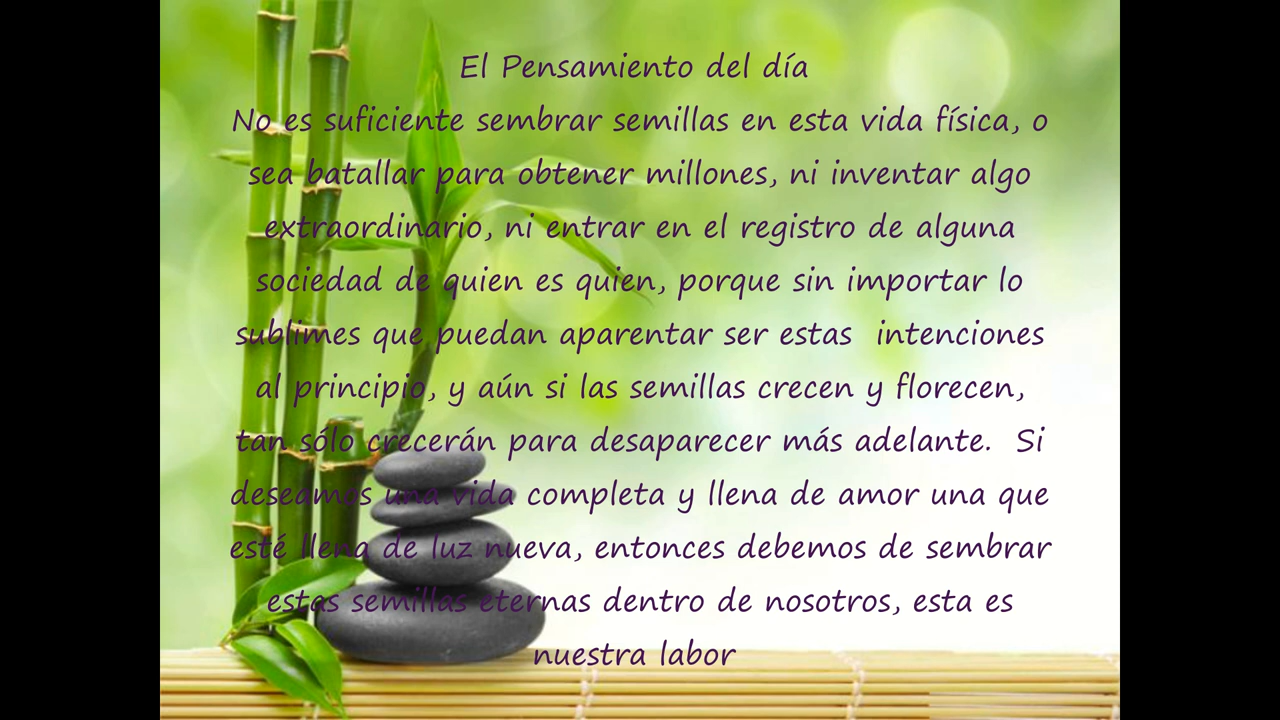 El Pensamiento del día
No es suficiente sembrar semillas en esta vida física, o
sea batallar para obtener millones, ni inventar algo
extraordinario, ni entrar en el registro de alguna
sociedad de quien es quien, porque sin importar lo
sublimes que puedan aparentar ser estas  intenciones
al principio, y aún si las semillas crecen y florecen,
tan sólo crecerán para desaparecer más adelante.  Si
deseamos una vida completa y llena de amor una que
esté llena de luz nueva, entonces debemos de sembrar
estas semillas eternas dentro de nosotros, esta es
nuestra labor